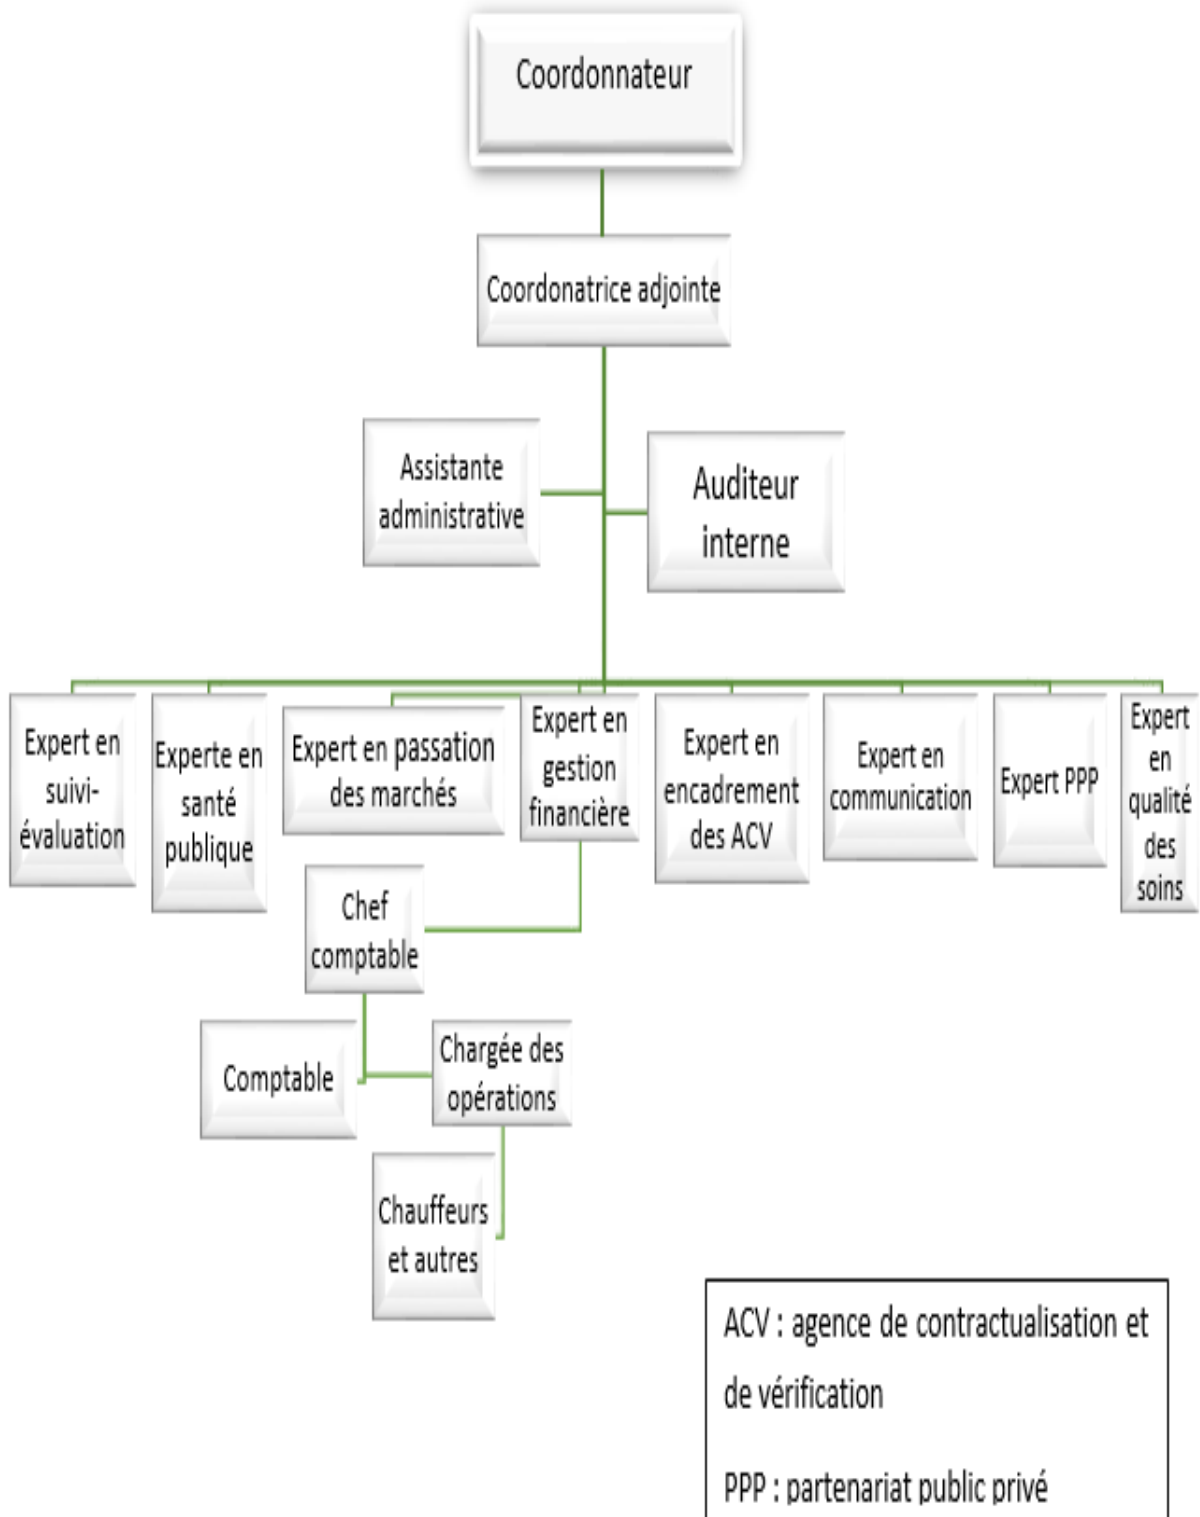 Coordonnateur
Coordonatrice adjointe
Assistante
administrative
Auditeur
interne
Expert en
suivi-
évaluation
Experte en
santé
publique
Expert en passation
des marchés
Expert en
gestion
financière
Expert en
encadrement
des ACV
Expert en
communication
Expert PPP
Expert
en
qualité
des
soins
Chef
comptable
Comptable
Chargée des
opérations
Chauffeurs
et autres
ACV : agence de contractualisation et
de vérification
PPP : partenariat public privé